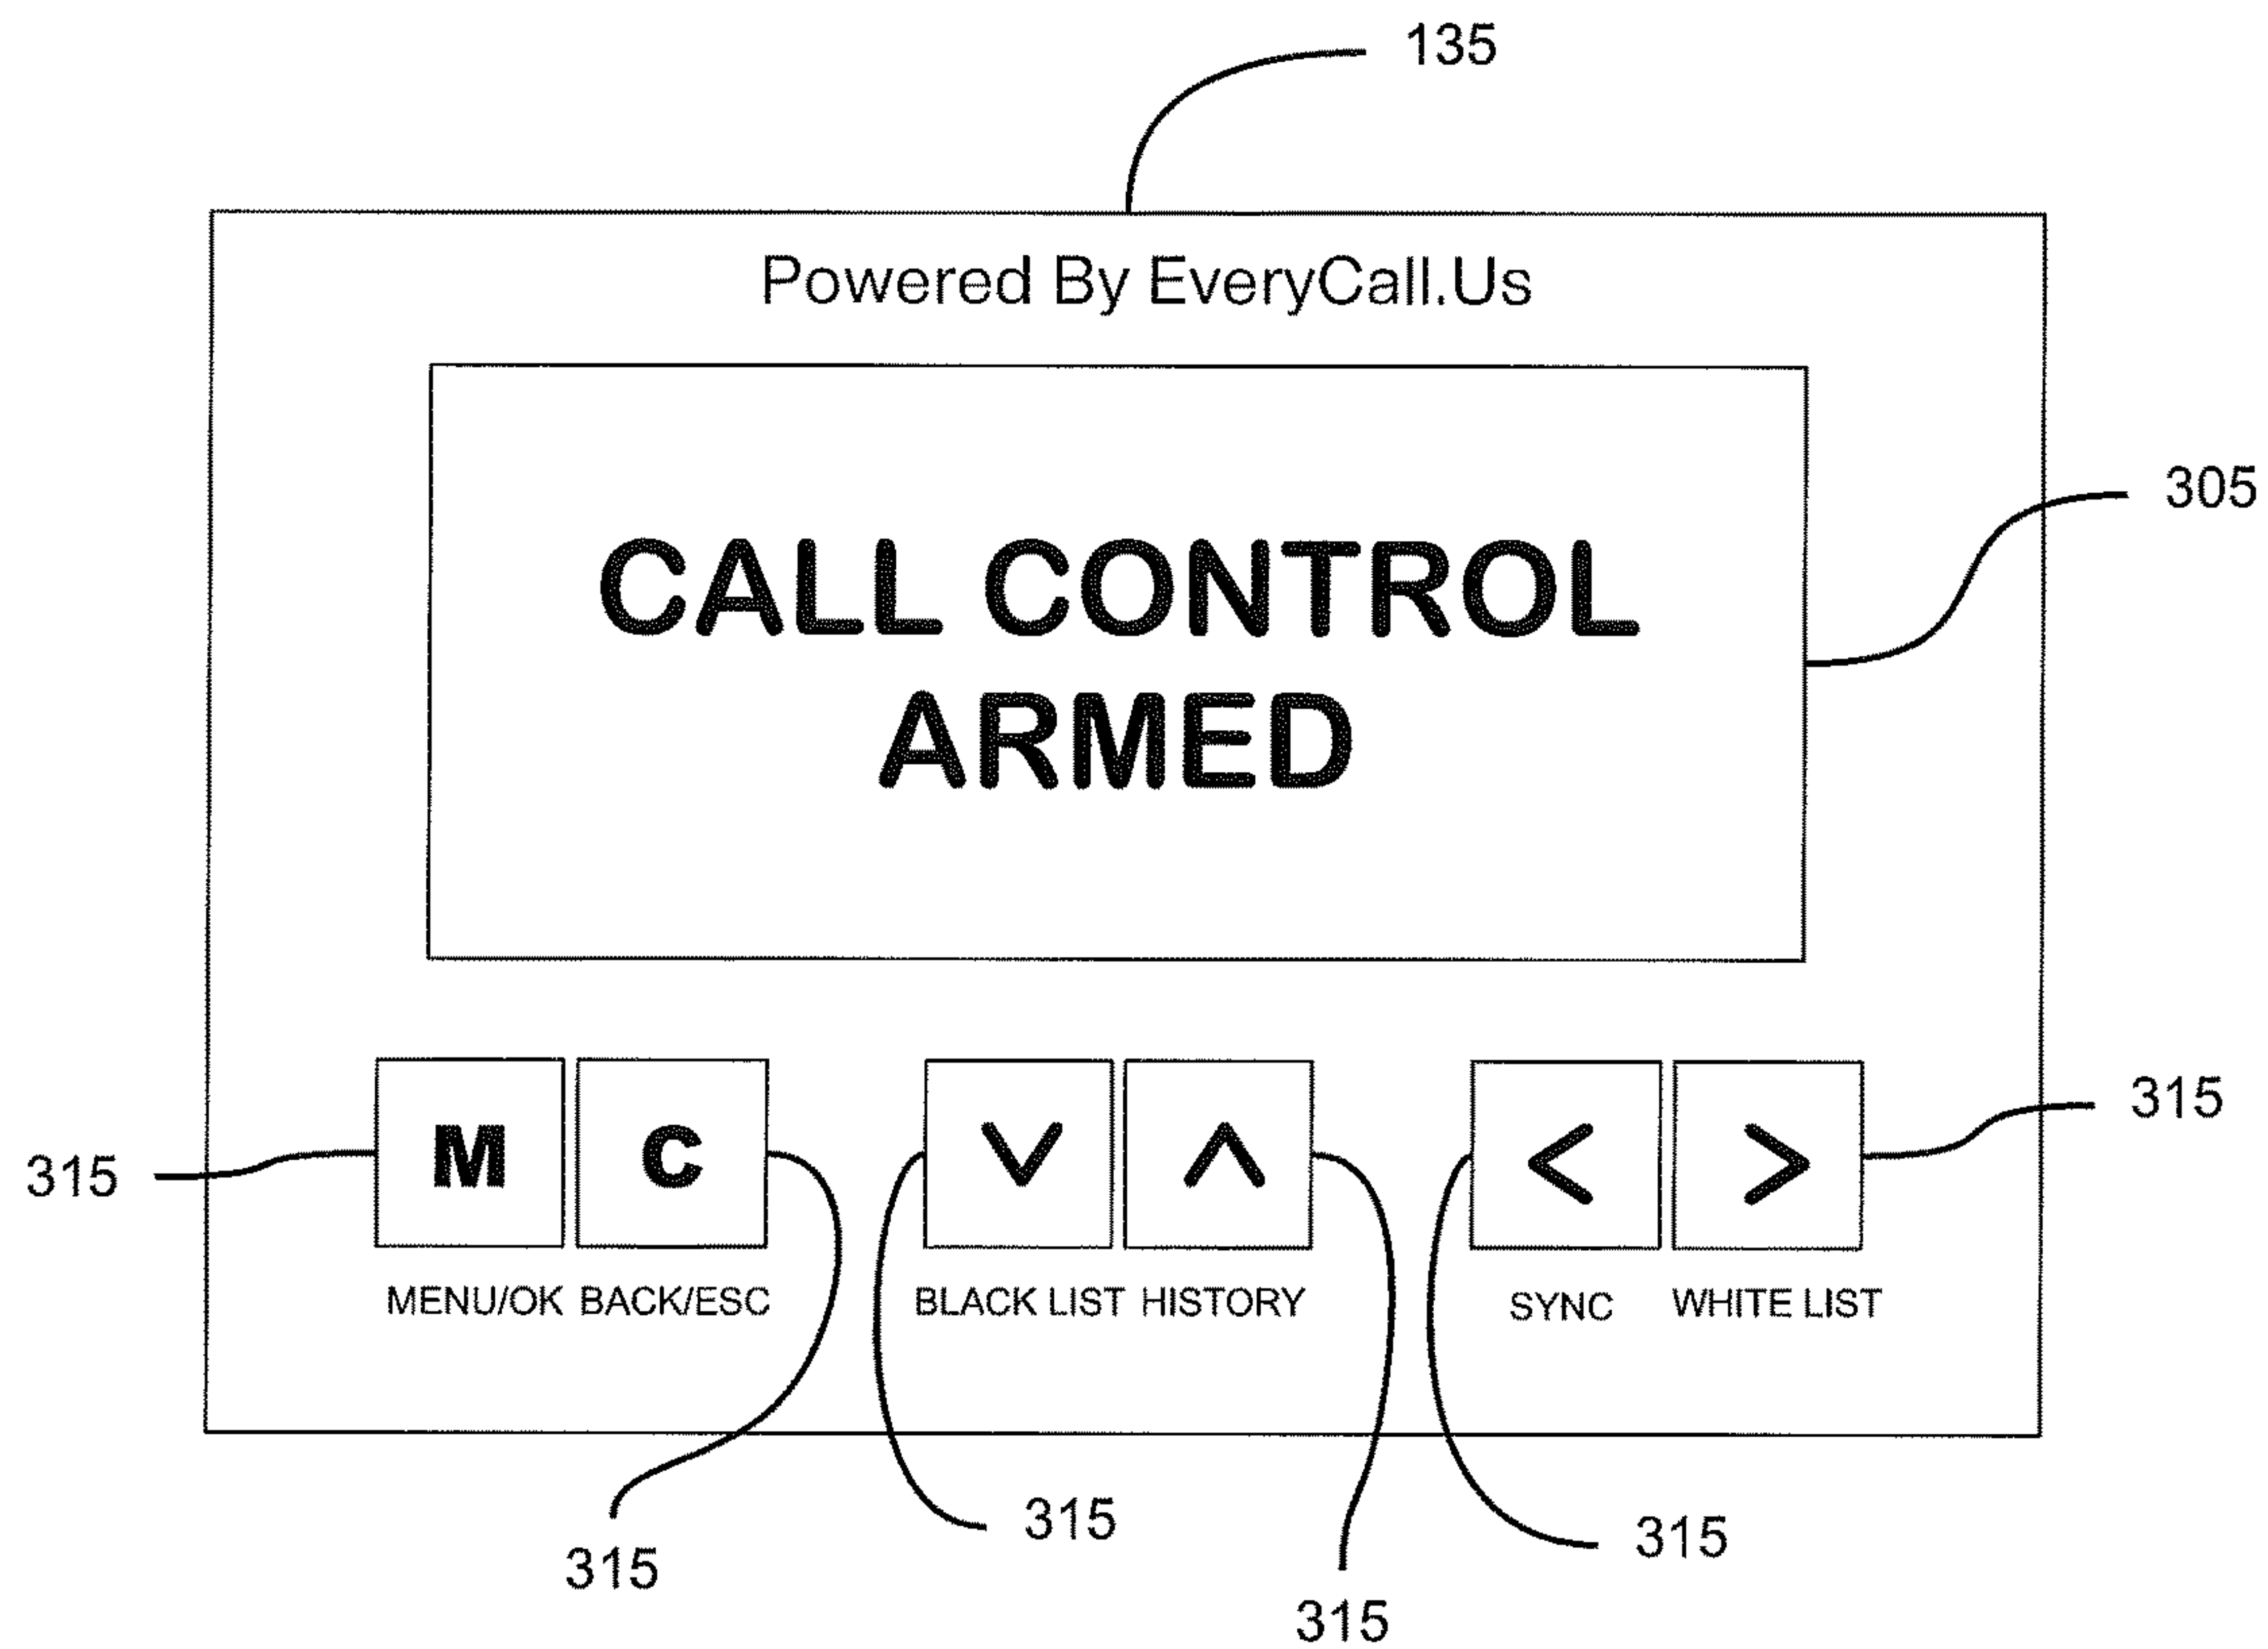 135
Powered By EveryCall.Us
CALL CONTROL
ARMED
305
M C ∨ ∧ < >
315
315
MENU/OK BACK/ESC BLACK LIST HISTORY SYNC WHITE LIST
315
315
315
315